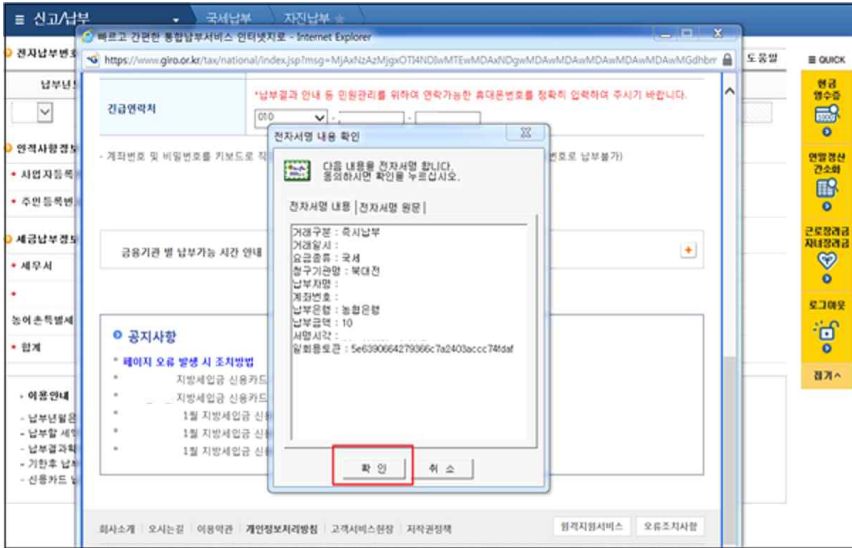 ≡ 신고/납부
국세납부
자진납부
빠르고 간편한 통합납부서비스 인터넷지로 - Internet Explorer
전자납부번호
도움말
≡ QUICK
납부년도
긴급연락처
*납부결과 안내 등 민원관리를 위하여 연락가능한 휴대폰번호를 정확히 입력하여 주시기 바랍니다.
010
현금
영수증
인적사항정보
사업자등록
주민등록번
- 계좌번호 및 비밀번호를 키보드로 직
번호로 납부불가)
전자서명 내용 확인
다음 내용을 전자서명 합니다.
동의하시면 확인을 누르십시오.
연말정산
간소화
전자서명 내용
전자서명 원문
거래구분 : 즉시납부
거래일시 :
요금종류 : 국세
청구기관명 : 북대전
납부자명 :
계좌번호 :
납부은행 : 농협은행
납부금액 : 10
서명시각 :
일회용토큰 : 5e6390664279366c7a2403accc74fdaf
세금납부정보
세무서
농어촌특별세
합계
금융기관 별 납부가능 시간 안내
근로장려금
자녀장려금
로그아웃
접기
공지사항
페이지 오류 발생 시 조치방법
지방세입금 신용카드
지방세입금 신용카드
1월 지방세입금 신용
1월 지방세입금 신용
1월 지방세입금 신용
이용안내
- 납부년월은
- 납부할 세
- 납부결과
- 기한후 납부
- 신용카드 납
확 인
취 소
회사소개
오시는길
이용약관
개인정보처리방침
고객서비스헌장
저작권정책
원격지원서비스
오류조치사항